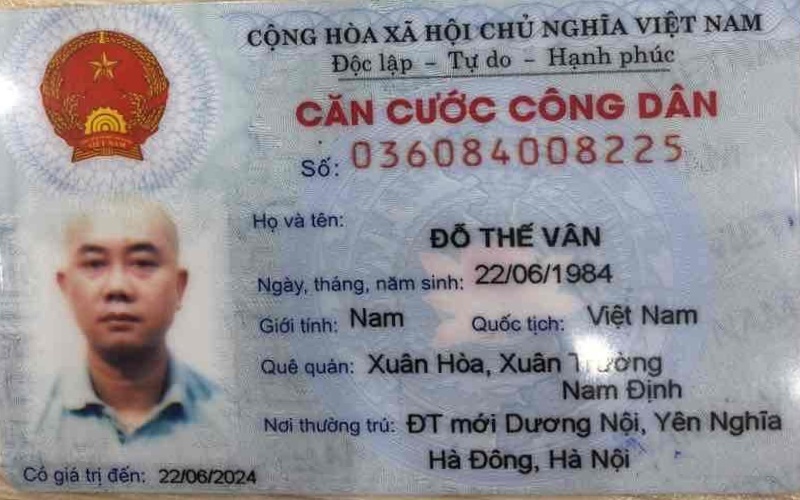 CỘNG HÒA XÃ HỘI CHỦ NGHĨA VIỆT NAM
Độc lập – Tự do – Hạnh phúc
CĂN CƯỚC CÔNG DÂN
Số: 036084008225
Họ và tên:
ĐỖ THẾ VÂN
Ngày, tháng, năm sinh: 22/06/1984
Giới tính: Nam Quốc tịch: Việt Nam
Quê quán: Xuân Hòa, Xuân Trường
Nam Định
Nơi thường trú: ĐT mới Dương Nội, Yên Nghĩa
Hà Đông, Hà Nội
Có giá trị đến: 22/06/2024
VIỆT NAM